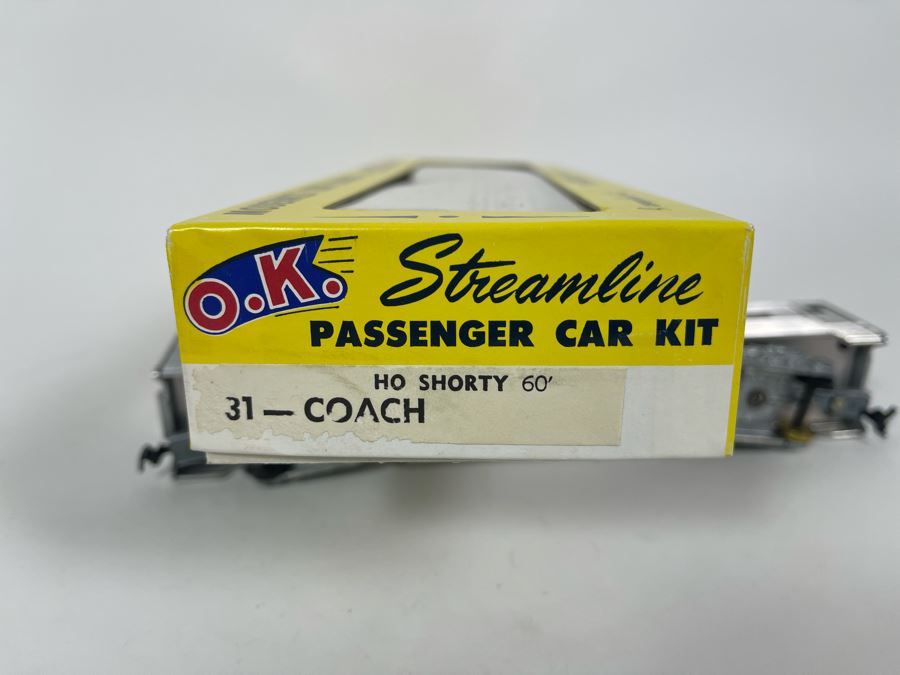 O.K.
Streamline
PASSENGER CAR KIT
HO SHORTY 60'
31 — COACH